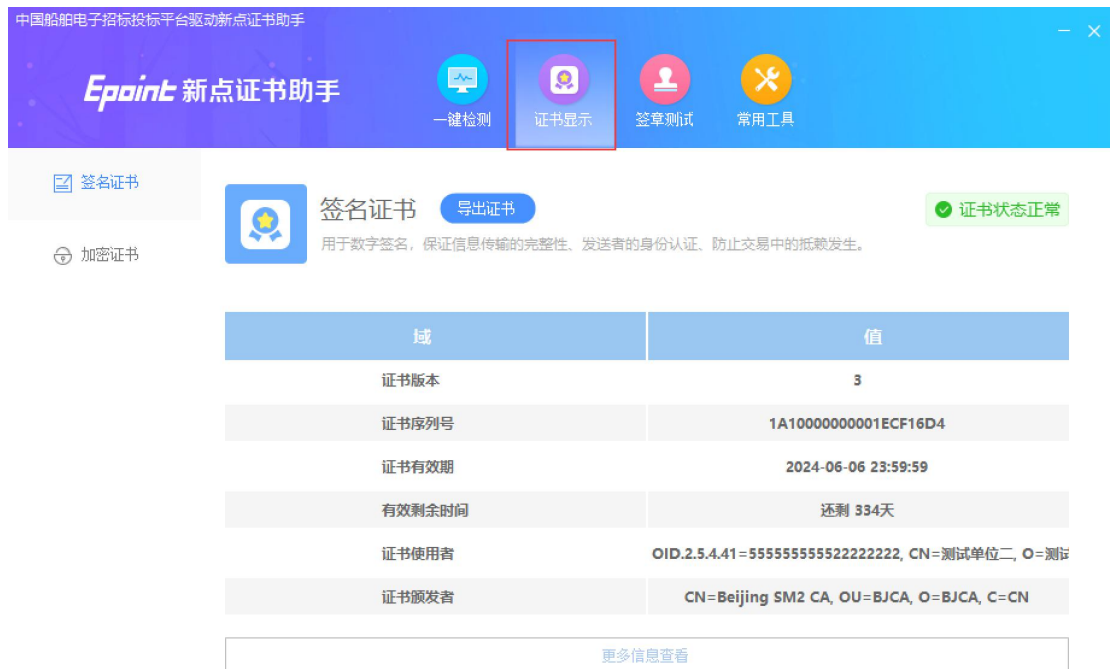 中国船舶电子招标投标平台驱动新点证书助手
Epoint 新点证书助手
一键检测 证书显示 签章测试 常用工具
签名证书
加密证书
签名证书 导出证书 证书状态正常
用于数字签名，保证信息传输的完整性、发送者的身份认证、防止交易中的抵赖发生。
域 值
证书版本 3
证书序列号 1A10000000001ECF16D4
证书有效期 2024-06-06 23:59:59
有效剩余时间 还剩 334天
证书使用者 OID.2.5.4.41=555555555522222222, CN=测试单位二, O=测试
证书颁发者 CN=Beijing SM2 CA, OU=BJCA, O=BJCA, C=CN
更多信息查看